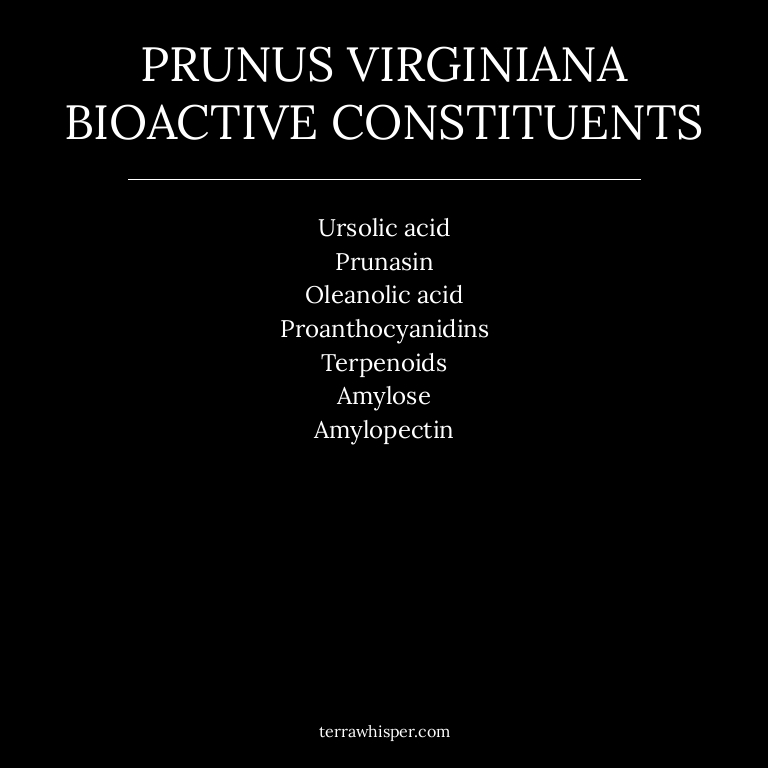 PRUNUS VIRGINIANA
BIOACTIVE CONSTITUENTS
Ursolic acid
Prunasin
Oleanolic acid
Proanthocyanidins
Terpenoids
Amylose
Amylopectin
terrawhisper.com